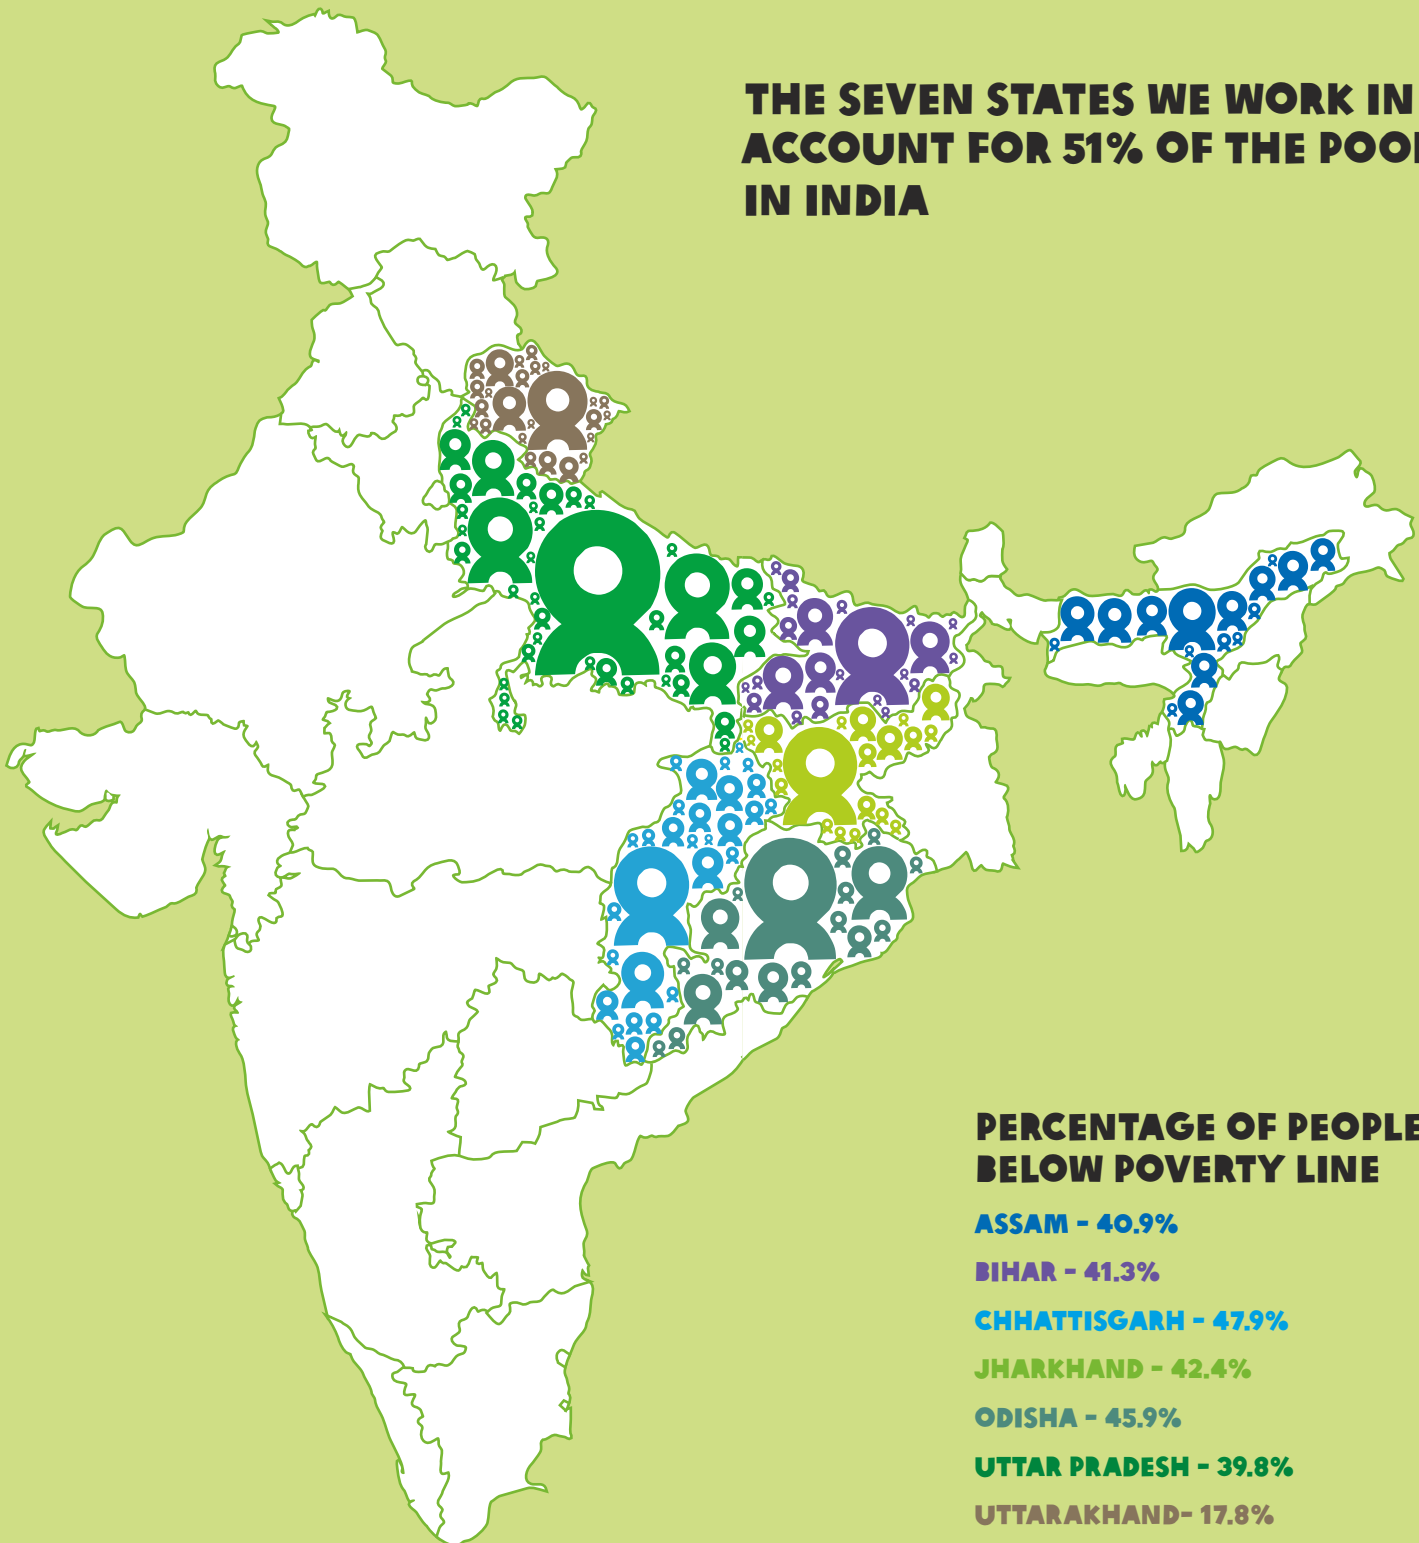 THE SEVEN STATES WE WORK IN
ACCOUNT FOR 51% OF THE
IN INDIA
PERCENTAGE OF PEOPLE
BELOW POVERTY LINE
ASSAM - 40.9%
BIHAR - 41.3%
CHHATTISGARH - 47.9%
JHARKHAND - 42.4%
ODISHA - 45.9%
UTTAR PRADESH - 39.8%
UTTARAKHAND- 17.8%